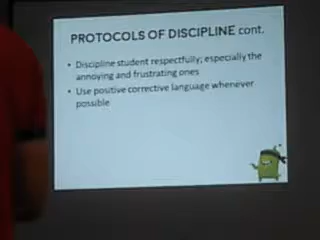 PROTOCOLS OF DISCIPLINE cont.
• Discipline student respectfully; especially the
annoying and frustrating ones
• Use positive corrective language whenever
possible